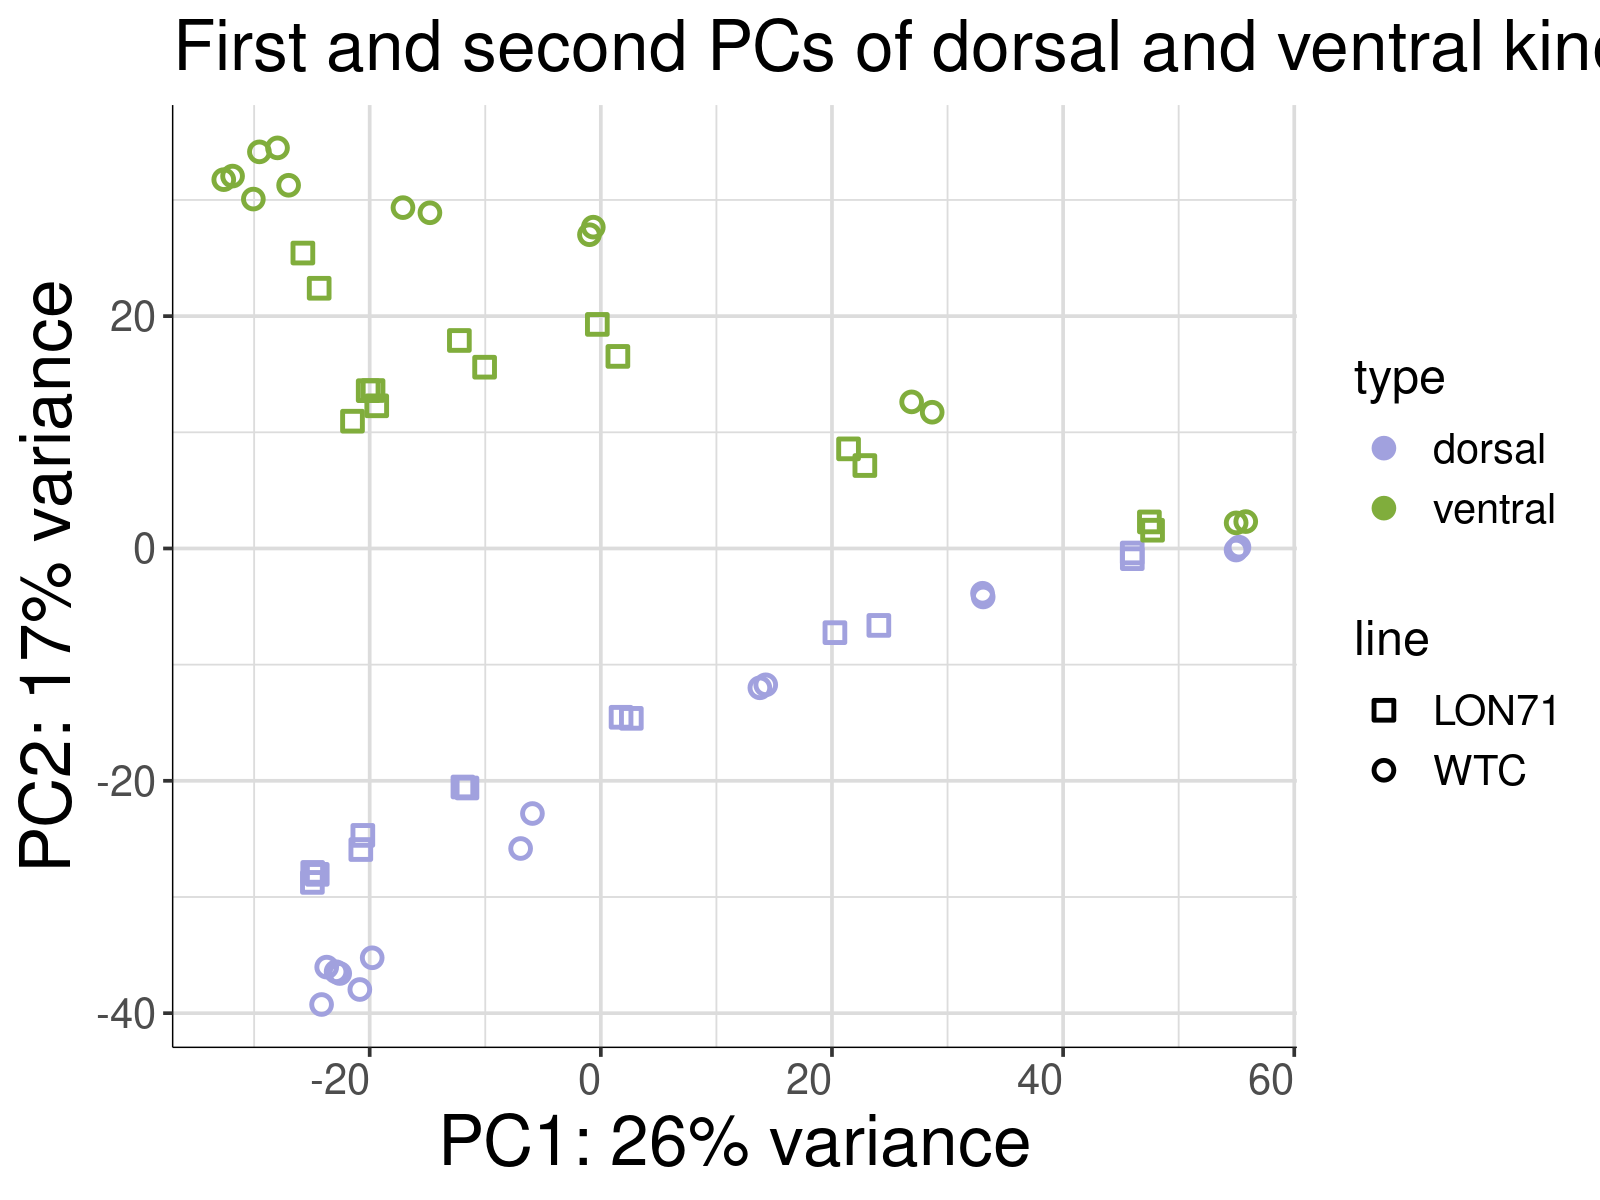 First and second PCs of dorsal and ventral
PC2: 17% variance
20
0
-20
-40
-20
0
20
40
60
PC1: 26% variance
type
dorsal
ventral
line
LON71
WTC